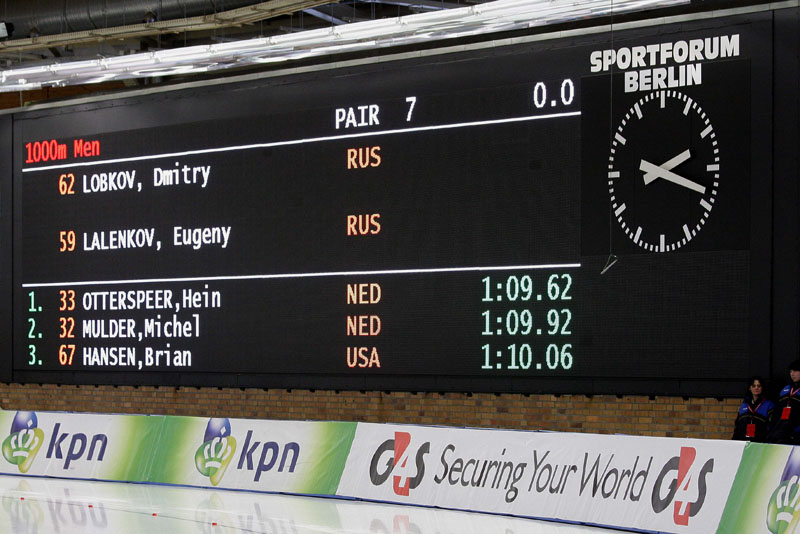 SPORTFORUM
BERLIN
PAIR 7 0.0
1000m Men
62 LOBKOV, Dmitry RUS
59 LALENKOV, Eugeny RUS
1. 33 OTTERSPEER,Hein NED 1:09.62
2. 32 MULDER,Michel NED 1:09.92
3. 67 HANSEN,Brian USA 1:10.06
kpn kpn G4S Securing Your World G4S